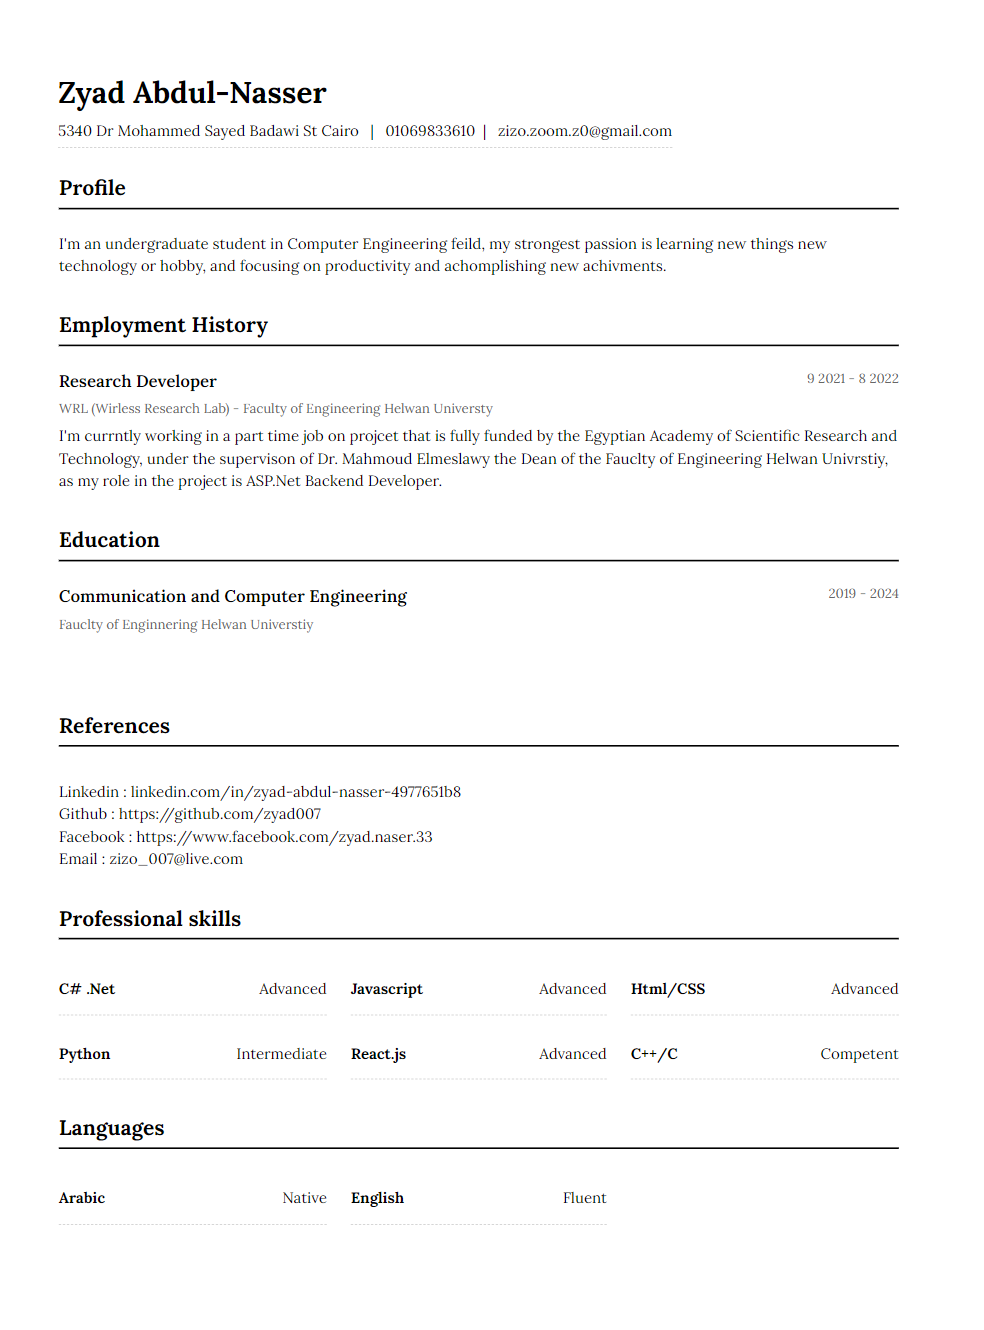 Zyad Abdul-Nasser
5340 Dr Mohammed Sayed Badawi St Cairo | 01069833610 | zizo.zoom.z0@gmail.com
Profile
I'm an undergraduate student in Computer Engineering feild, my strongest passion is learning new things new
technology or hobby, and focusing on productivity and achomplishing new achivments.
Employment History
Research Developer 9 2021 - 8 2022
WRL (Wirless Research Lab) - Faculty of Engineering Helwan Universty
I'm currntly working in a part time job on projcet that is fully funded by the Egyptian Academy of Scientific Research and
Technology, under the supervison of Dr. Mahmoud Elmeslawy the Dean of the Fauclty of Engineering Helwan Univrstiy,
as my role in the project is ASP.Net Backend Developer.
Education
Communication and Computer Engineering 2019 - 2024
Fauclty of Enginnering Helwan Universtiy
References
Linkedin : linkedin.com/in/zyad-abdul-nasser-4977651b8
Github : https://github.com/zyad007
Facebook : https://www.facebook.com/zyad.naser.33
Email : zizo_007@live.com
Professional skills
C# .Net Advanced Javascript Advanced Html/CSS Advanced
Python Intermediate React.js Advanced C++/C Competent
Languages
Arabic Native English Fluent